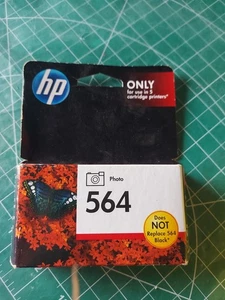 hp
ONLY
for use in 5
cartridge printers*
Photo
564
Does
NOT
Replace 564
Black*